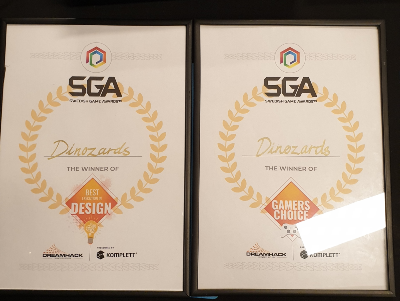 SGA
SWEDISH GAME AWARDS
Dinozards
THE WINNER OF
BEST
DESIGN
DREAMHACK
KOMPLETT
SGA
SWEDISH GAME AWARDS
Dinozards
THE WINNER OF
GAMERS
CHOICE
DREAMHACK
KOMPLETT